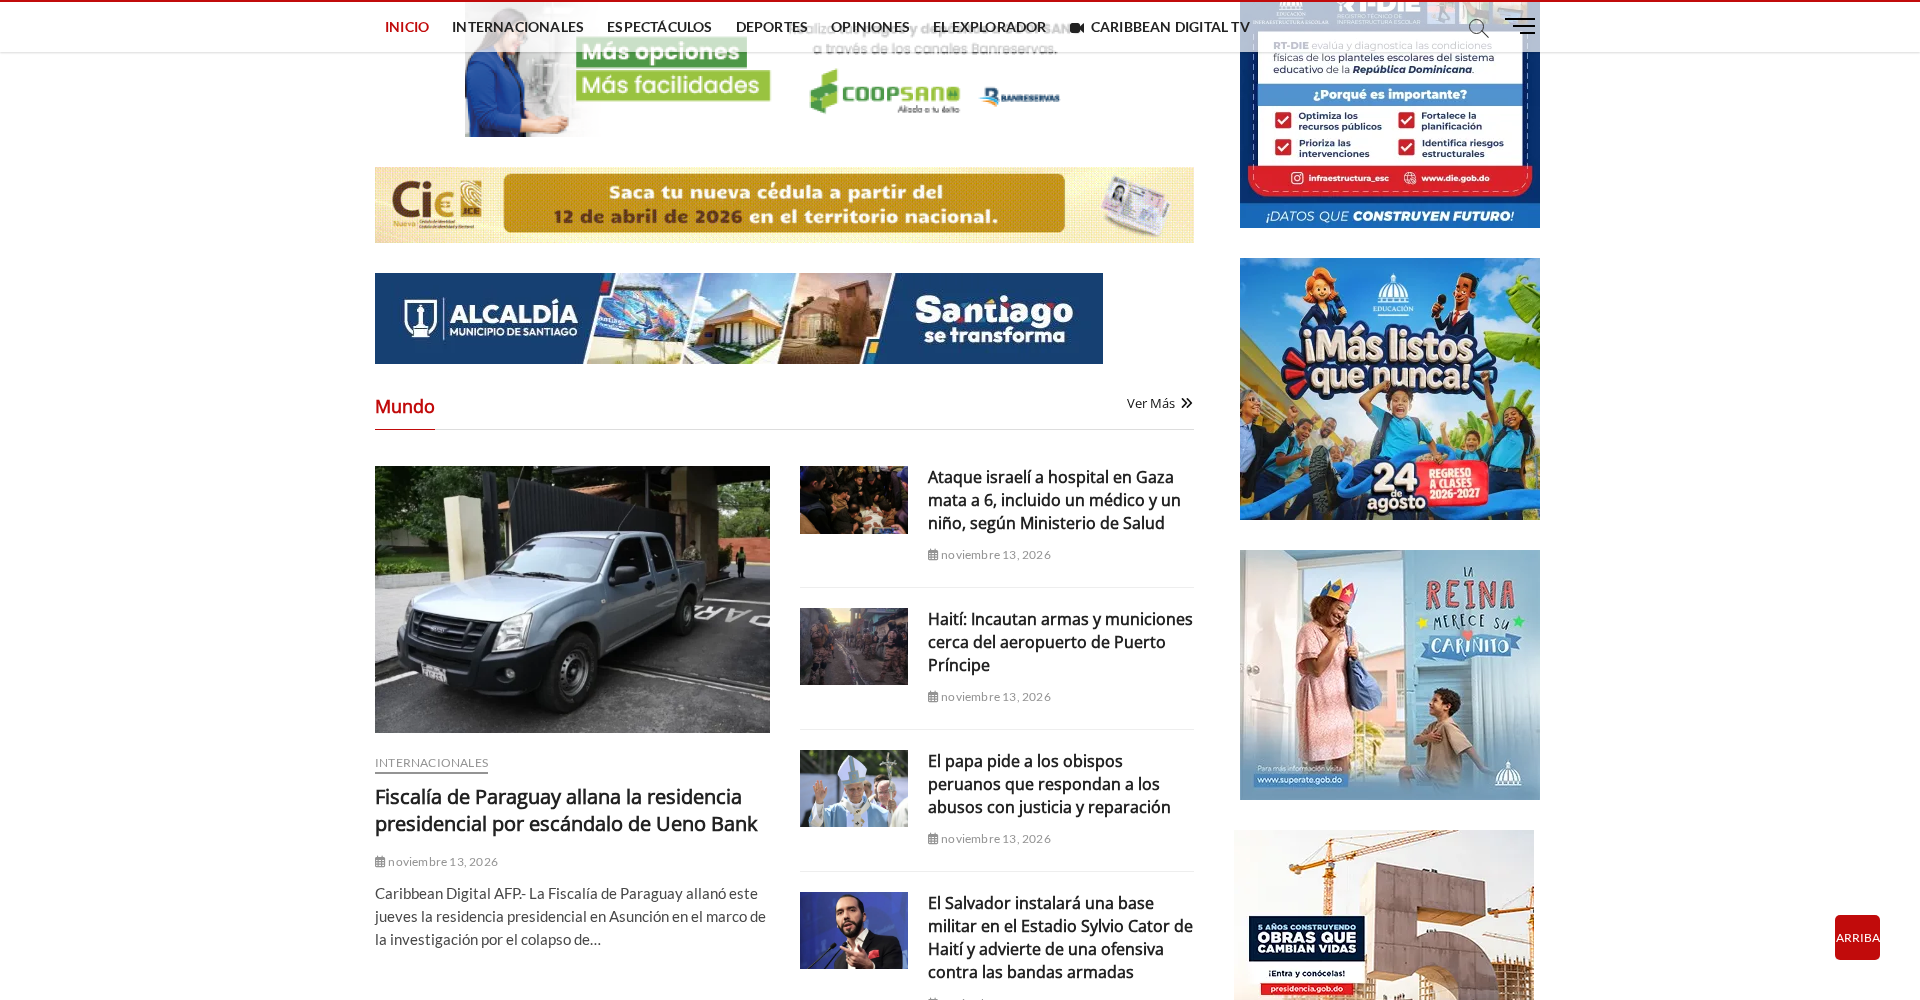 INICIO
INTERNACIONALES
ESPECTÁCULOS
DEPORTES
OPINIONES
EL EXPLORADOR
CARIBBEAN DIGITAL TV
Más opciones
Más facilidades
a través de los canales Banreservas.
COOPSANO
Aliada a tu éxito
BANRESERVAS
Cie
Nueva
JCE
Saca tu nueva cédula a partir del
12 de abril de 2026 en el territorio nacional.
ALCALDÍA
MUNICIPIO DE SANTIAGO
Santiago
se transforma
Mundo
Ver Más
INTERNACIONALES
Fiscalía de Paraguay allana la residencia
presidencial por escándalo de Ueno Bank
noviembre 13, 2026
Caribbean Digital AFP.- La Fiscalía de Paraguay allanó este
jueves la residencia presidencial en Asunción en el marco de
la investigación por el colapso de…
Ataque israelí a hospital en Gaza
mata a 6, incluido un médico y un
niño, según Ministerio de Salud
noviembre 13, 2026
Haití: Incautan armas y municiones
cerca del aeropuerto de Puerto
Príncipe
noviembre 13, 2026
El papa pide a los obispos
peruanos que respondan a los
abusos con justicia y reparación
noviembre 13, 2026
El Salvador instalará una base
militar en el Estadio Sylvio Cator de
Haití y advierte de una ofensiva
contra las bandas armadas
RT-DIE
RT-DIE evalúa y diagnostica las condiciones
físicas de los planteles escolares del sistema
educativo de la República Dominicana.
¿Porqué es importante?
Optimiza los
recursos públicos
Fortalece la
planificación
Prioriza las
intervenciones
Identifica riesgos
estructurales
infraestructura_esc
www.die.gob.do
¡DATOS QUE CONSTRUYEN FUTURO!
EDUCACIÓN
¡Más listos
que nunca!
24
de
agosto
REGRESO
A CLASES
2026-2027
LA
REINA
MERECE SU
CARIÑITO
Para más información visita
www.superate.gob.do
5 AÑOS CONSTRUYENDO
OBRAS QUE
CAMBIAN VIDAS
¡Entra y conócelas!
presidencia.gob.do
ARRIBA